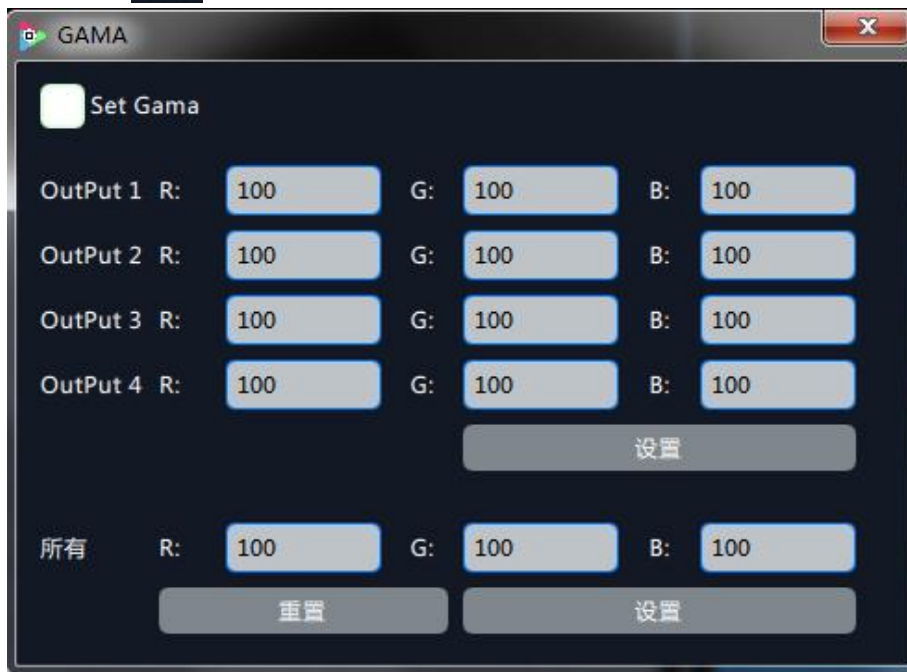 GAMA
Set Gama
OutPut 1 R: 100 G: 100 B: 100
OutPut 2 R: 100 G: 100 B: 100
OutPut 3 R: 100 G: 100 B: 100
OutPut 4 R: 100 G: 100 B: 100
设置
所有 R: 100 G: 100 B: 100
重置 设置